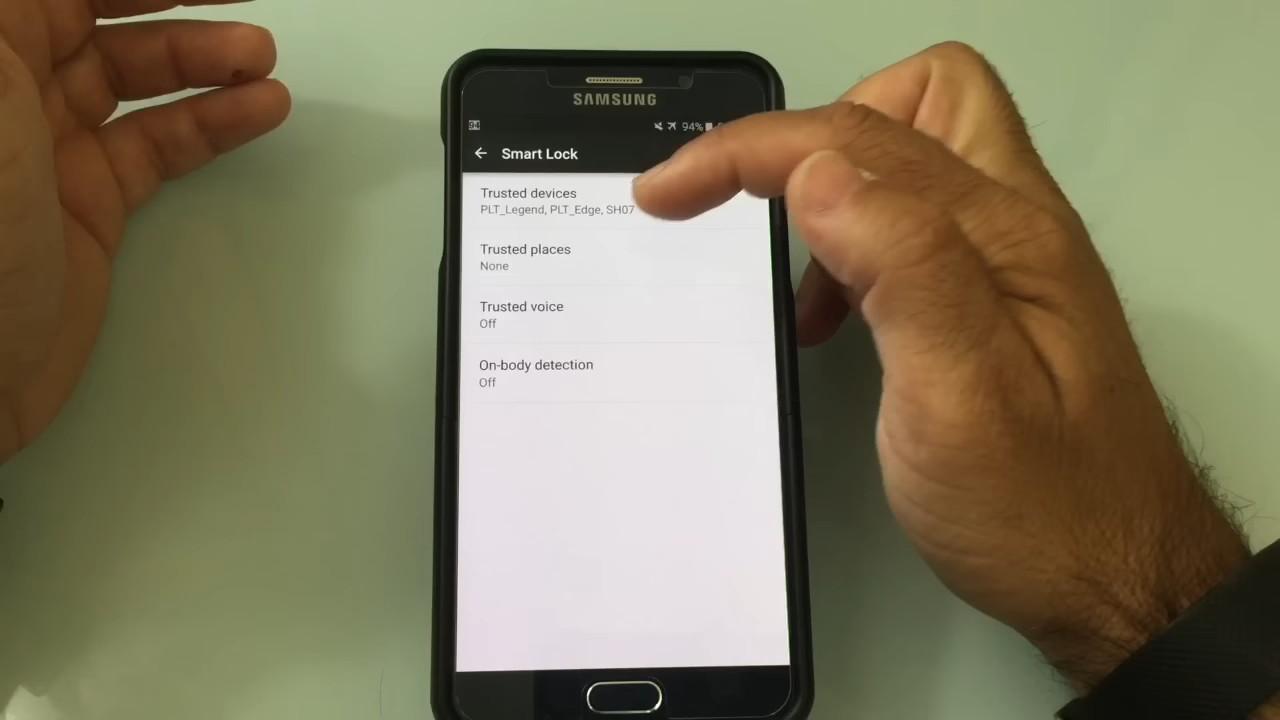 SAMSUNG
94 94%
Smart Lock
Trusted devices
PLT_Legend, PLT_Edge, SH07
Trusted places
None
Trusted voice
Off
On-body detection
Off